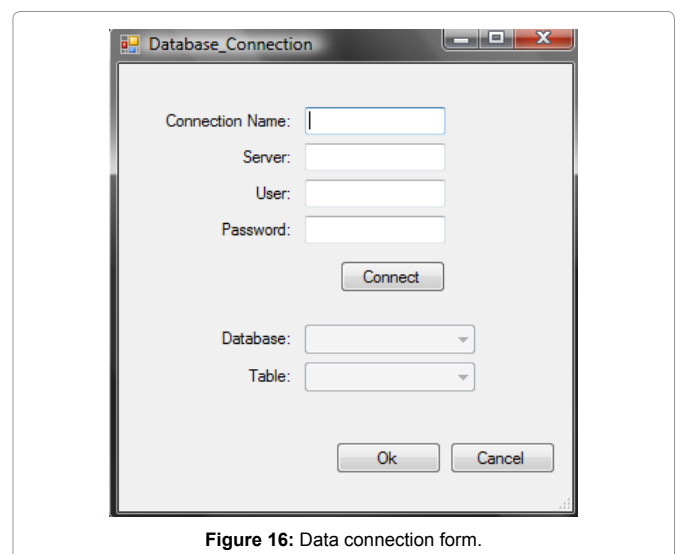 Database_Connection
Connection Name:
Server:
User:
Password:
Connect
Database:
Table:
Ok Cancel
Figure 16: Data connection form.